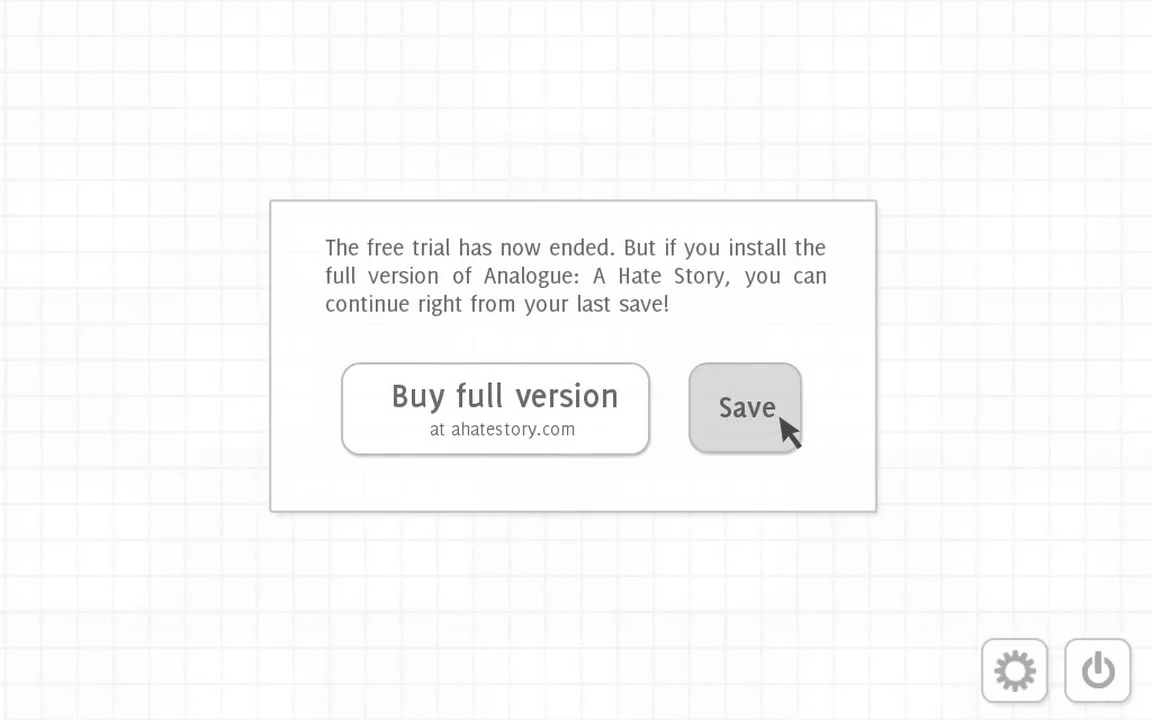 The free trial has now ended. But if you install the
full version of Analogue: A Hate Story, you can
continue right from your last save!
Buy full version
at ahatestory.com
Save